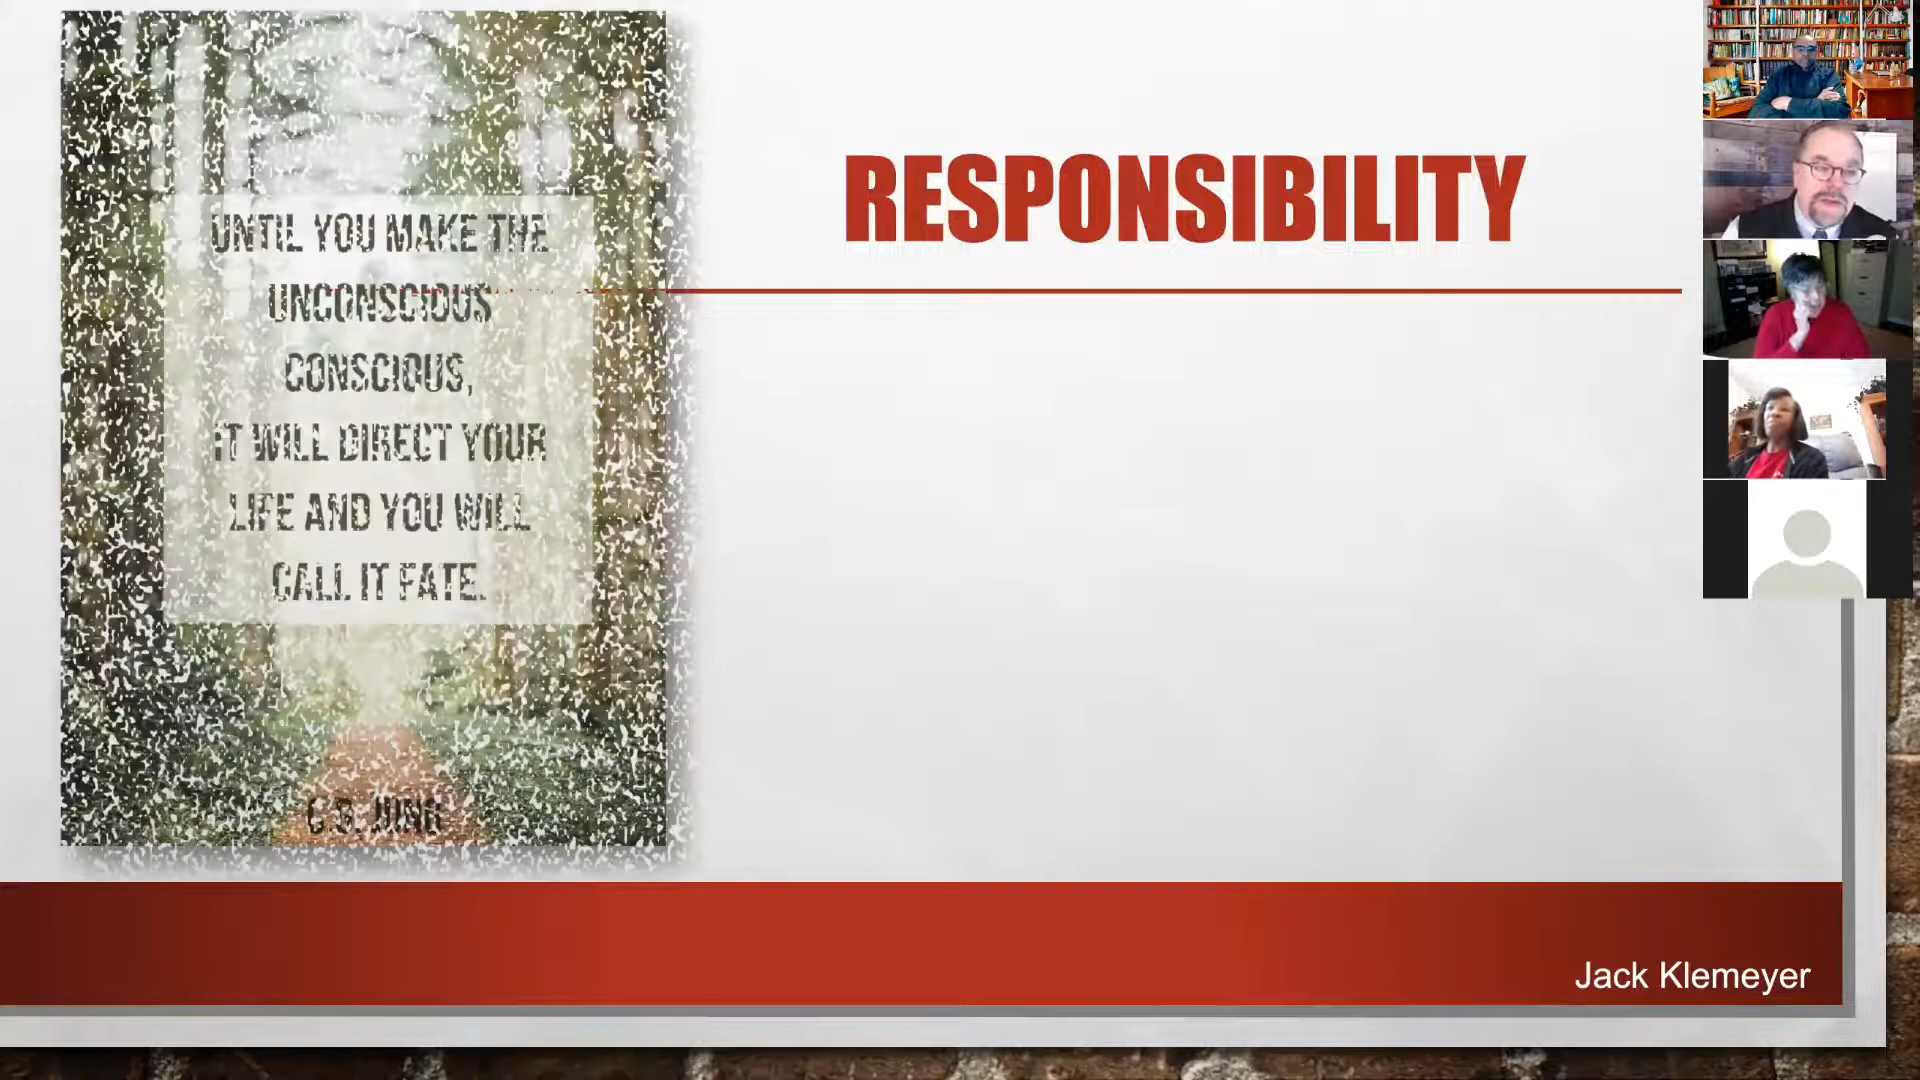 UNTIL YOU MAKE THE
UNCONSCIOUS
CONSCIOUS,
IT WILL DIRECT YOUR
LIFE AND YOU WILL
CALL IT FATE.
C.G. JUNG
RESPONSIBILITY
Jack Klemeyer